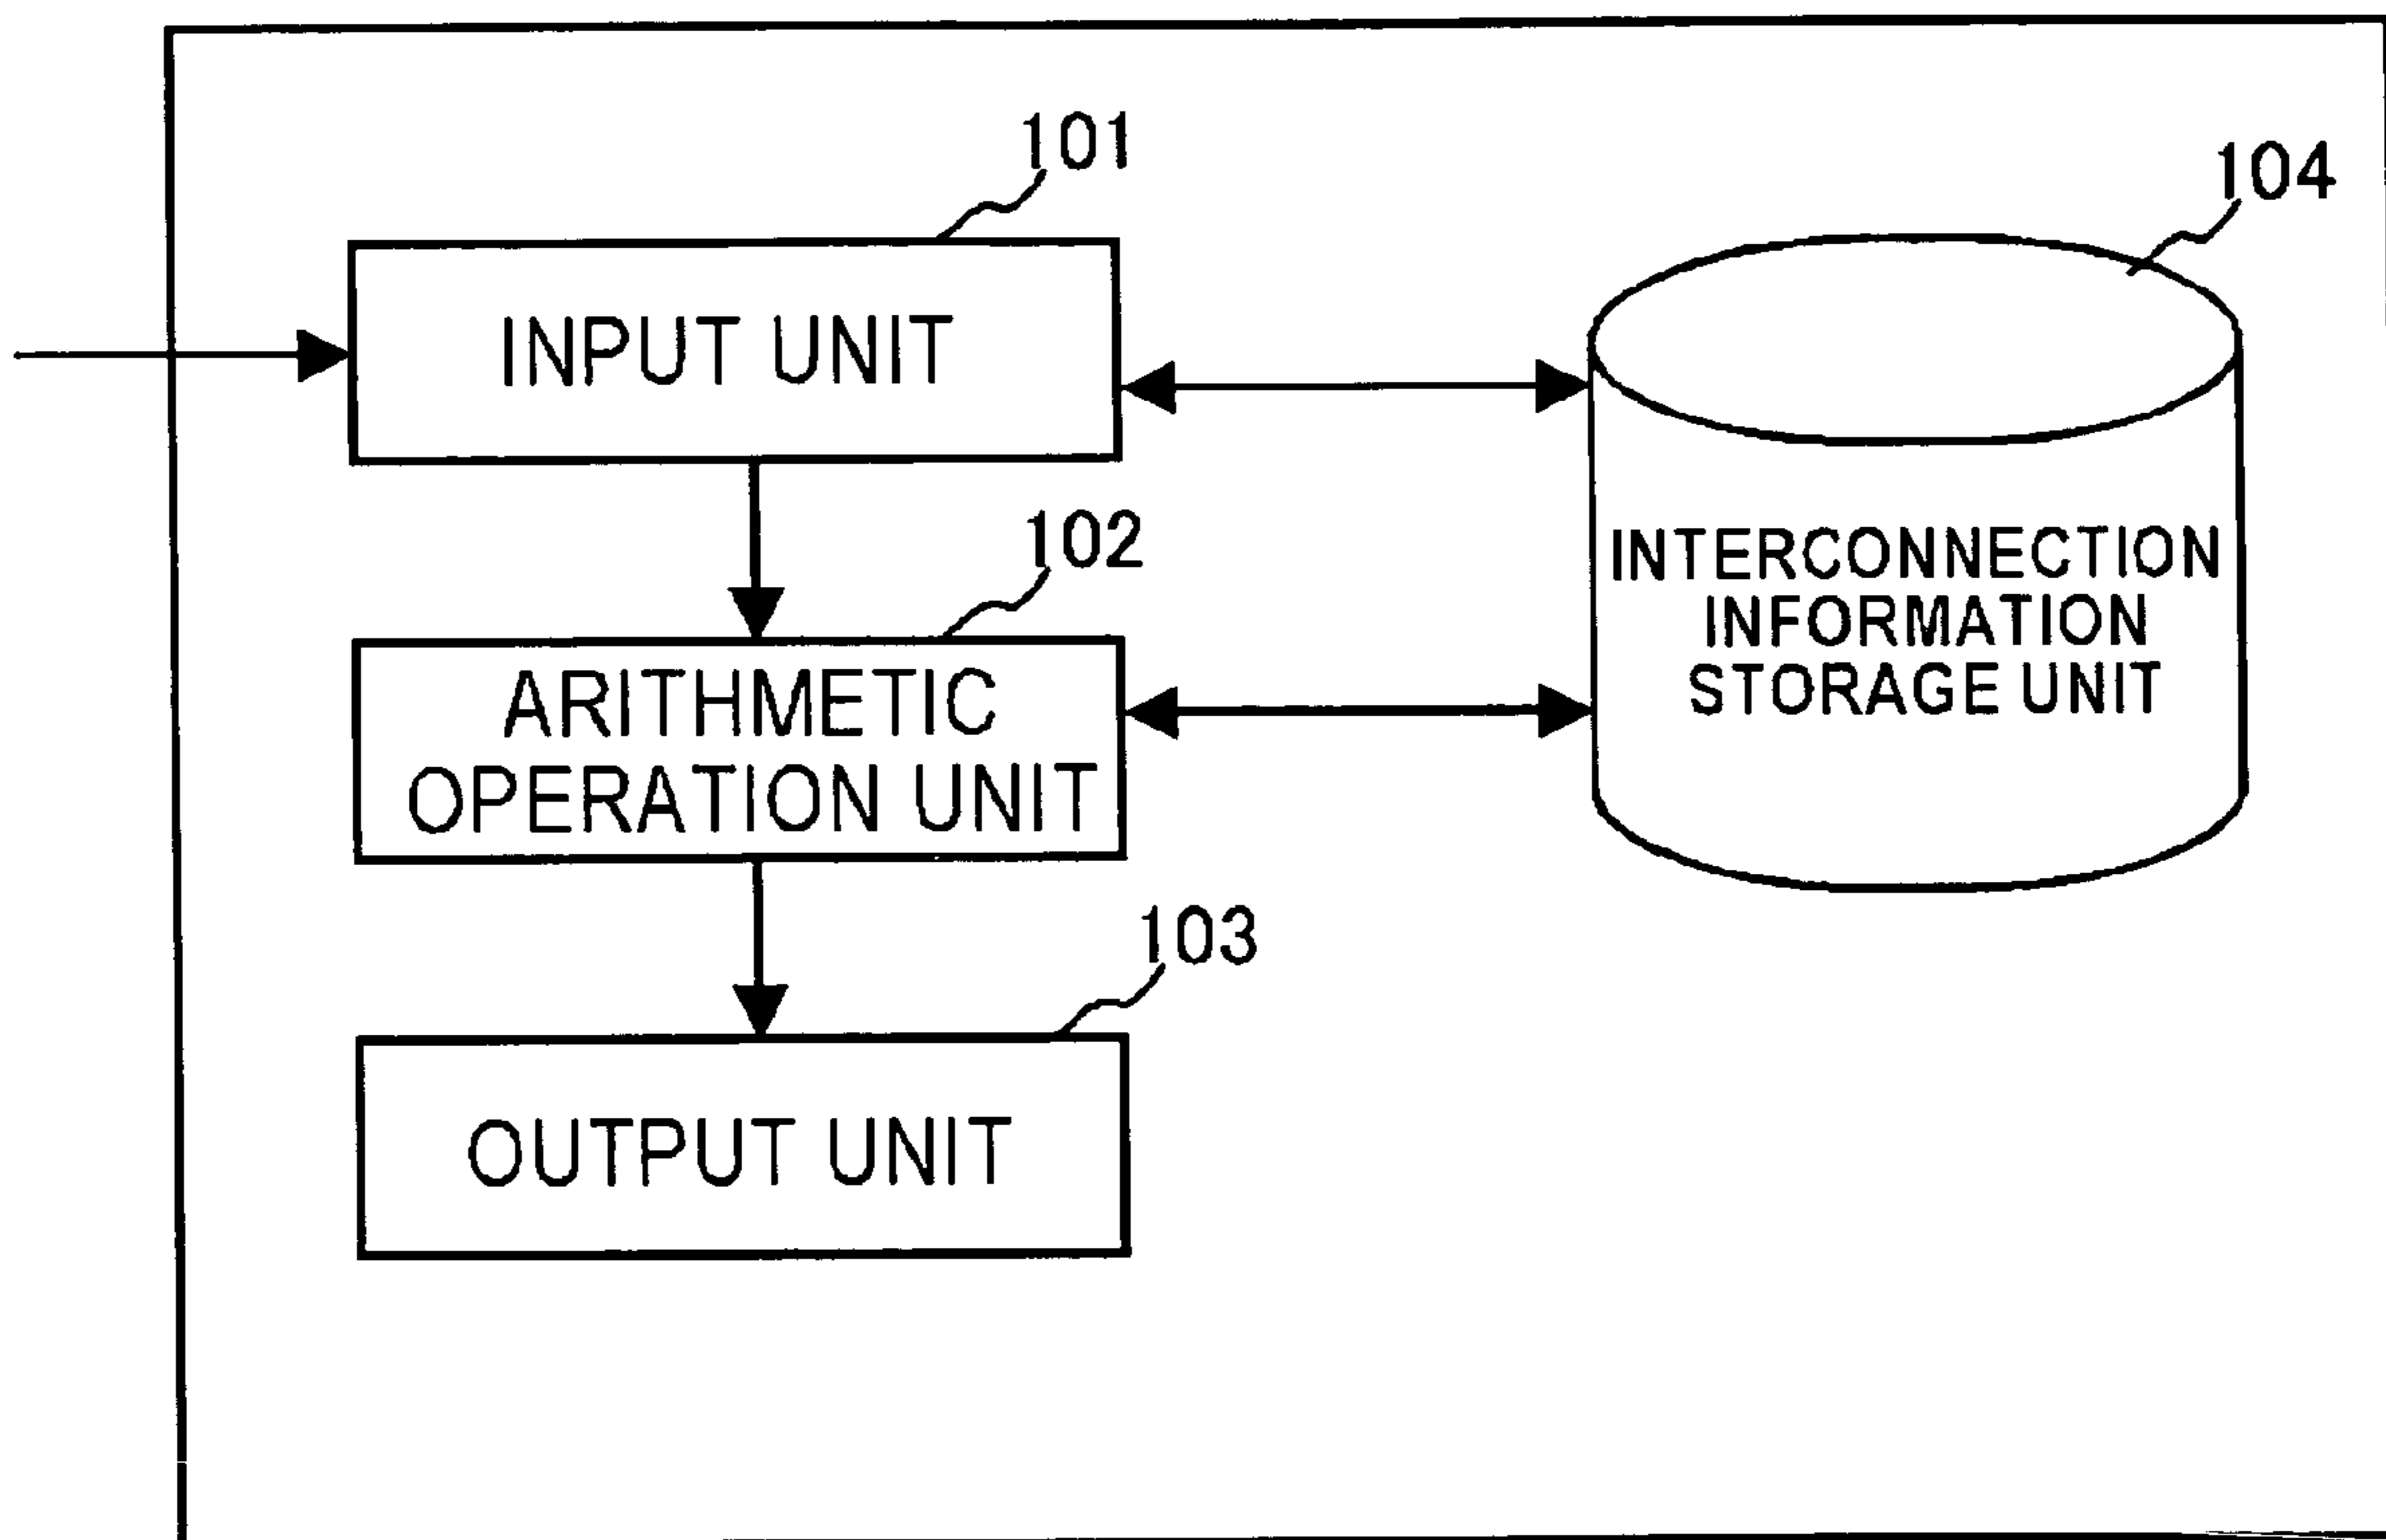 101
104
INPUT UNIT
102
INTERCONNECTION
INFORMATION
STORAGE UNIT
ARITHMETIC
OPERATION UNIT
103
OUTPUT UNIT